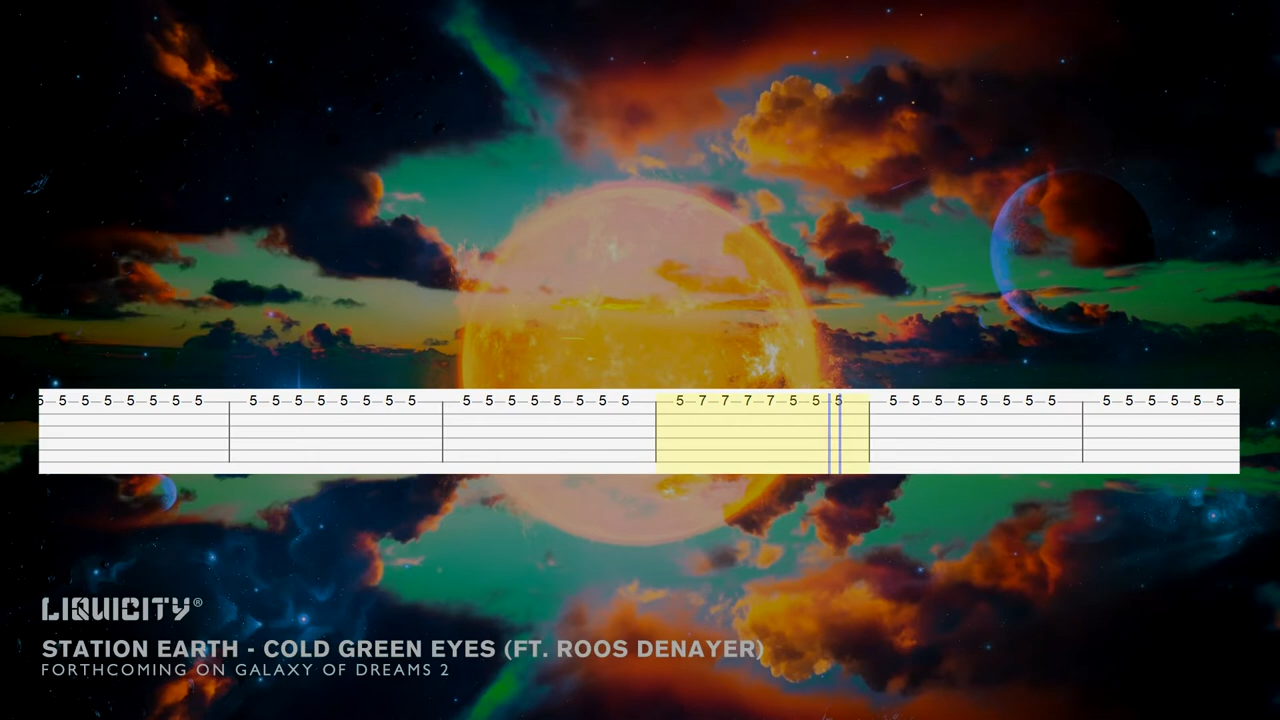 5 5 5 5 5 5 5 5 5 5 5 5 5 5 5 5 5 5 5 5 5 5 5 5 5 7 7 7 7 5 5 5 5 5 5 5 5 5 5 5 5 5 5 5 5 5
LIQUICITY®
STATION EARTH - COLD GREEN EYES (FT. ROOS DENAYER)
FORTHCOMING ON GALAXY OF DREAMS 2